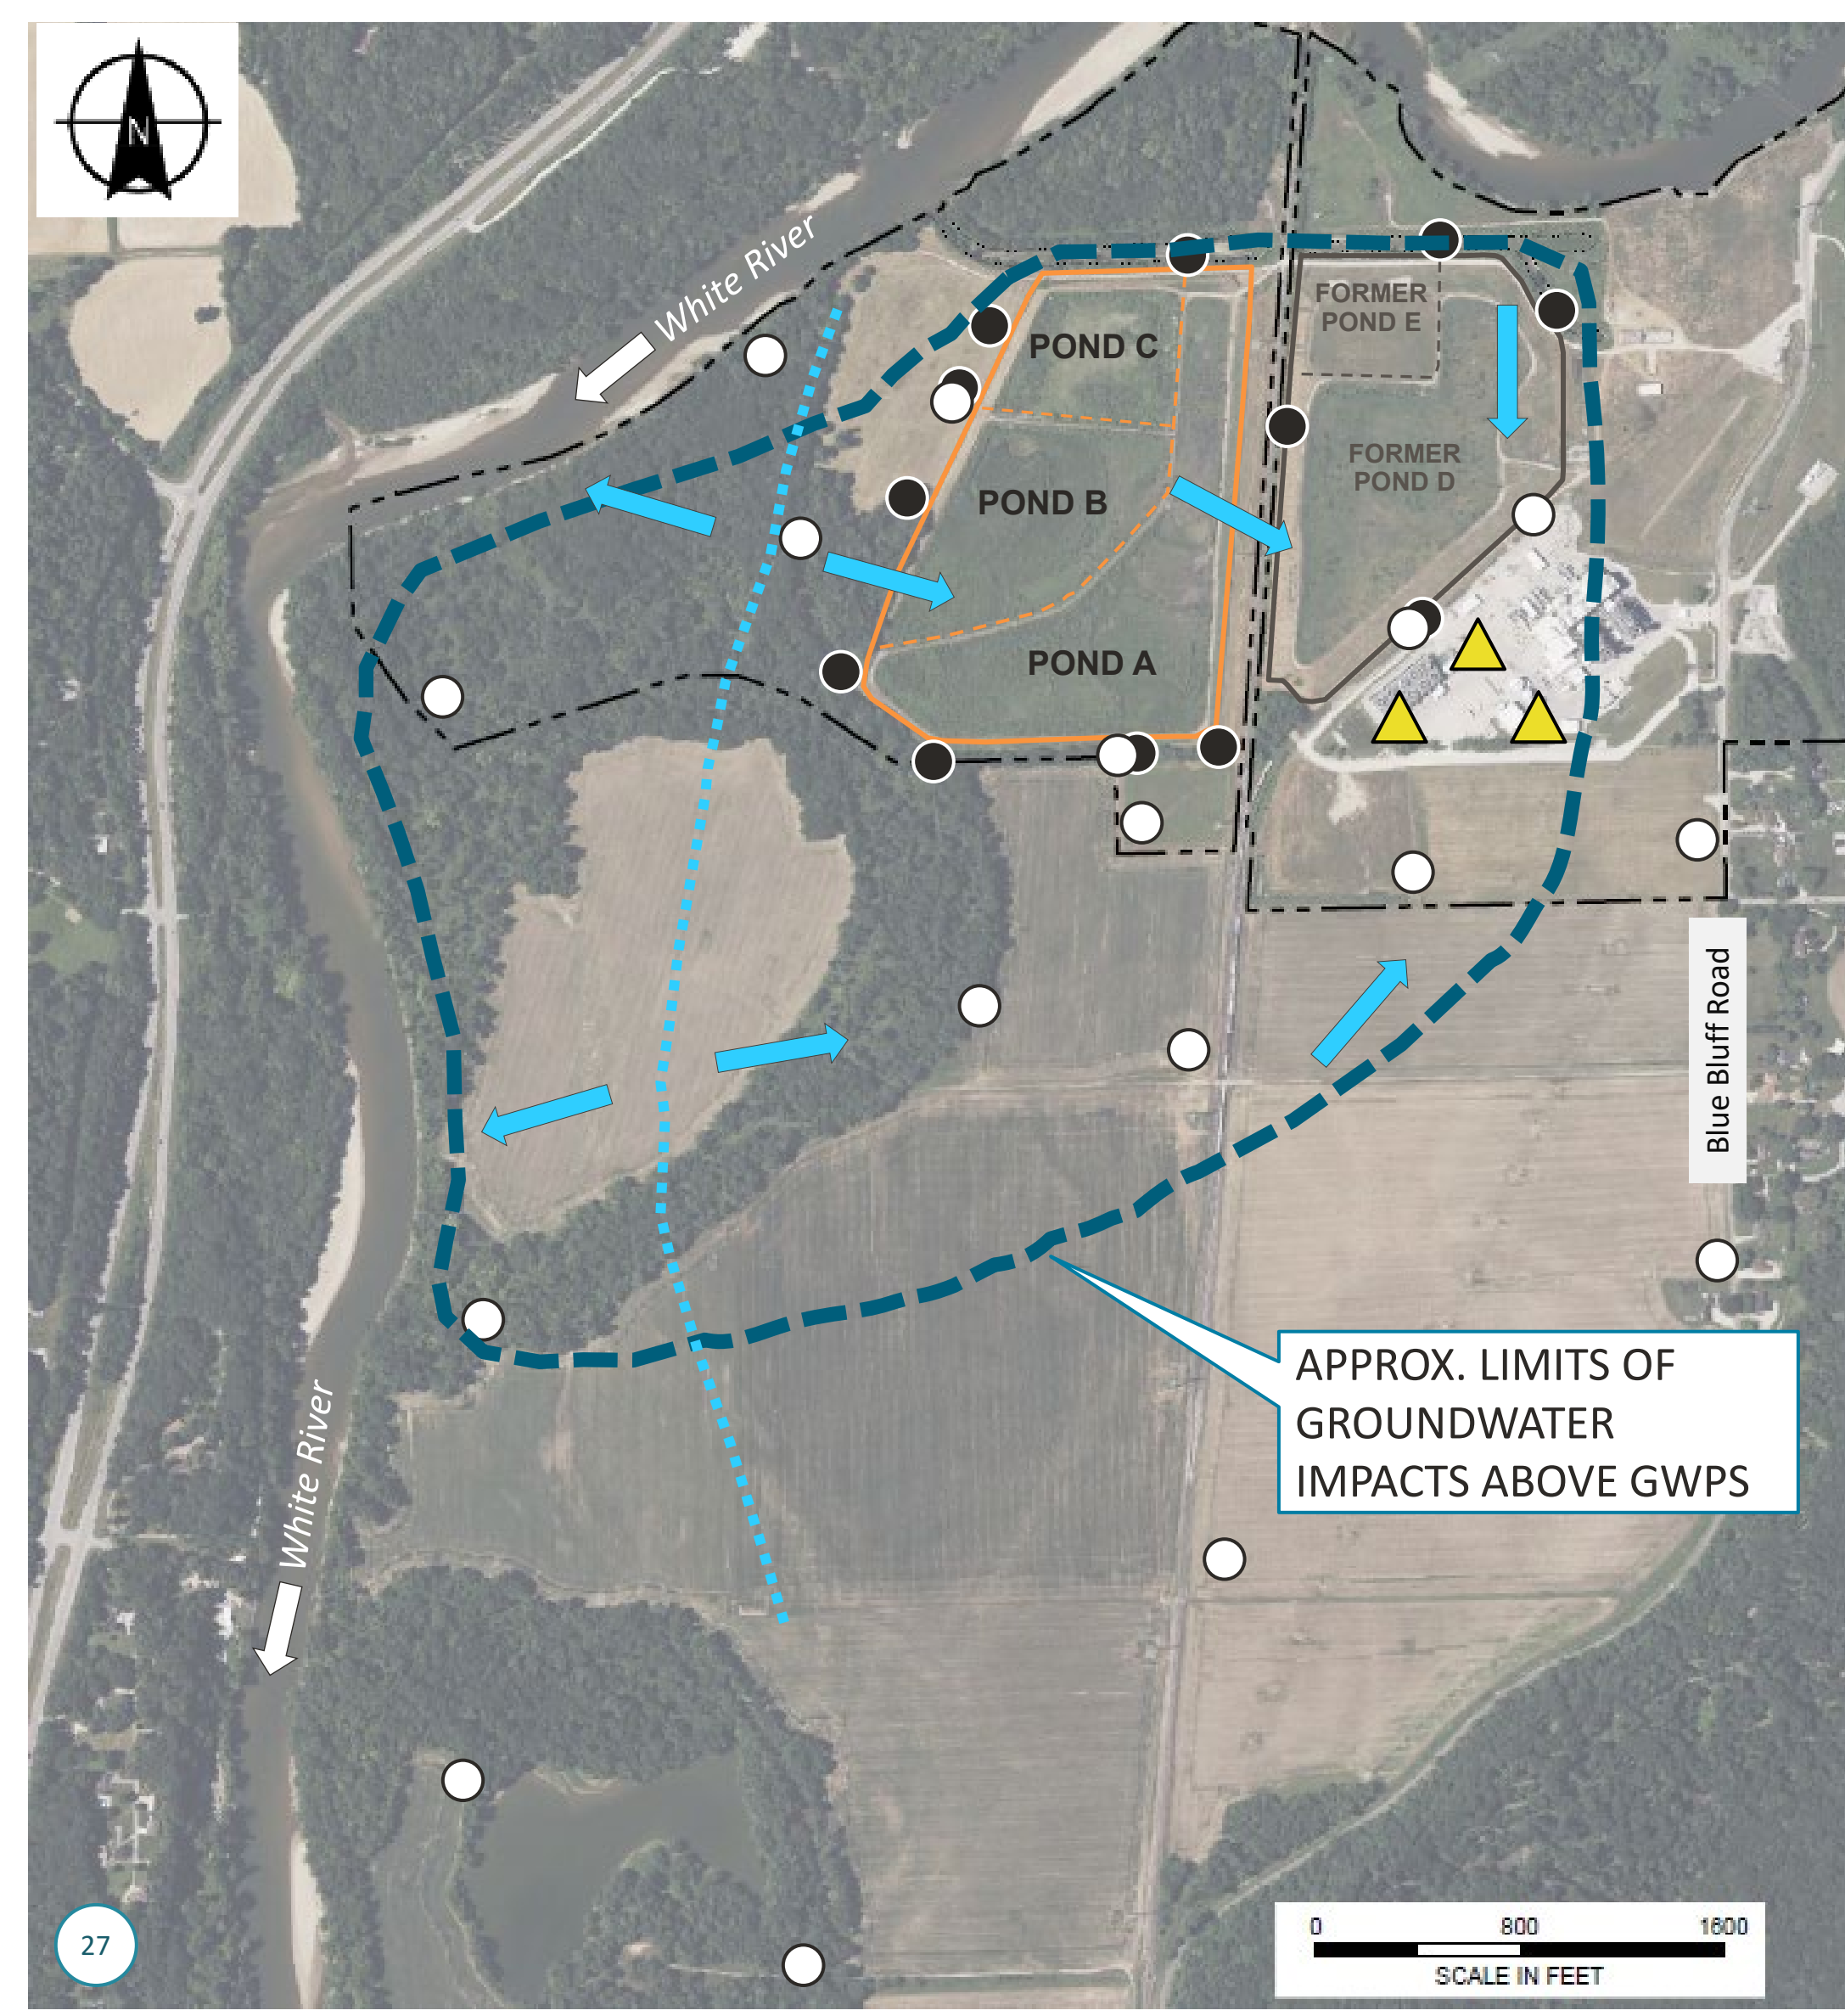 N
White River
POND C
FORMER
POND E
POND B
FORMER
POND D
POND A
Blue Bluff Road
APPROX. LIMITS OF
GROUNDWATER
IMPACTS ABOVE GWPS
White River
27
0 800 1600
SCALE IN FEET